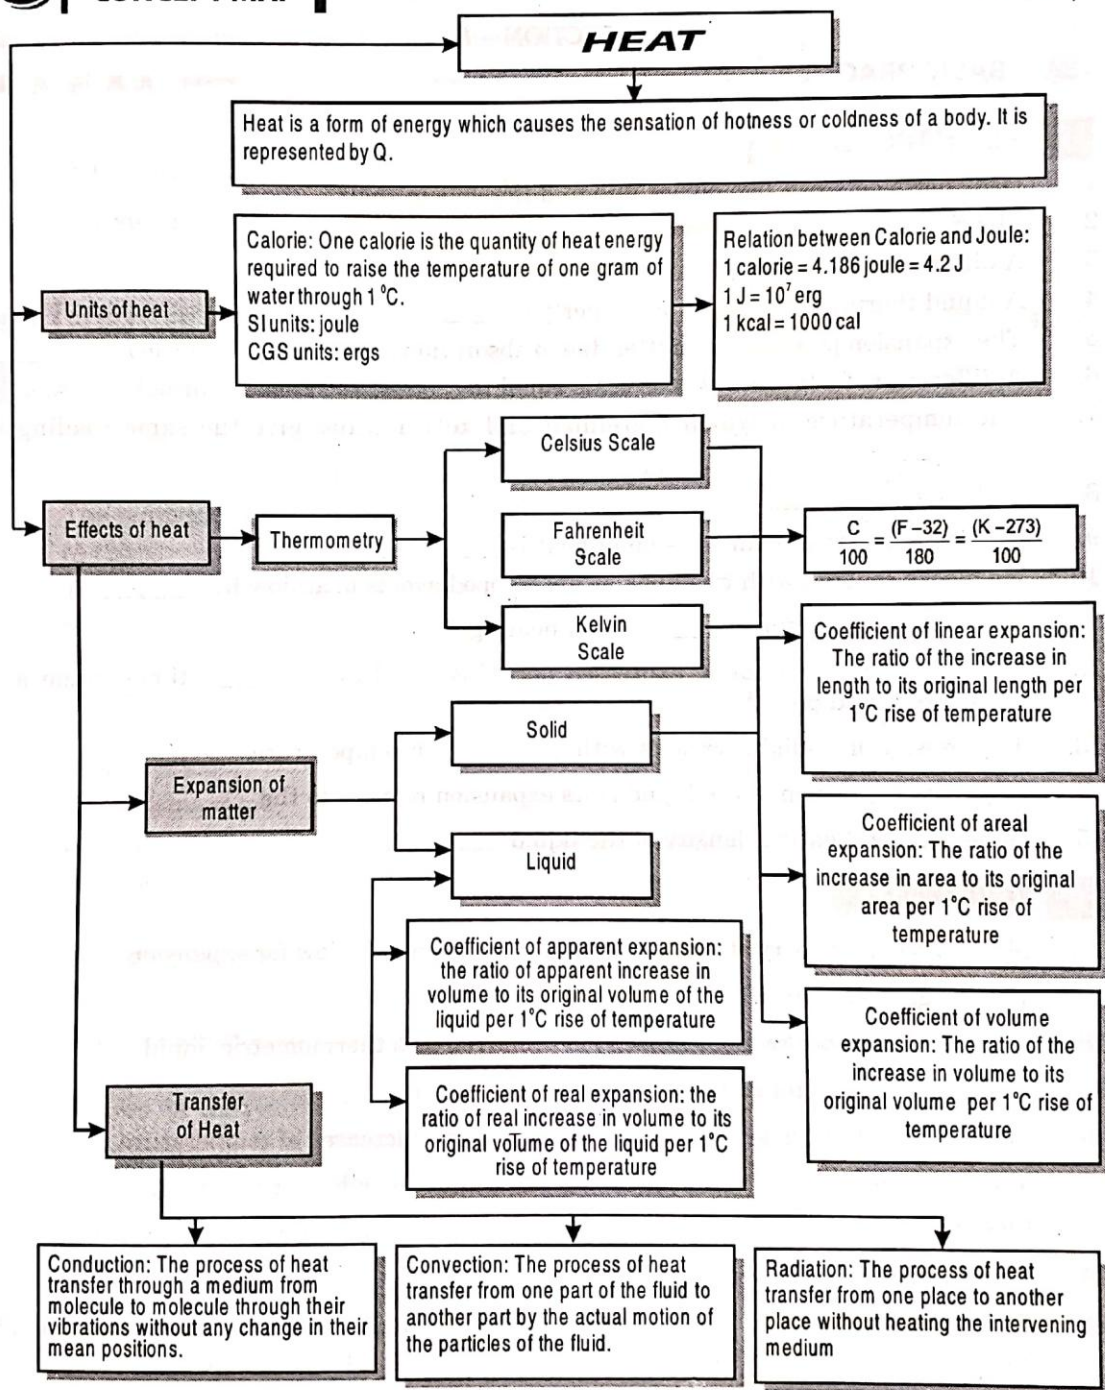 CONCEPT MAP
HEAT
Heat is a form of energy which causes the sensation of hotness or coldness of a body. It is
represented by Q.
Units of heat
Calorie: One calorie is the quantity of heat energy
required to raise the temperature of one gram of
water through 1 °C.
SI units: joule
CGS units: ergs
Relation between Calorie and Joule:
1 calorie = 4.186 joule = 4.2 J
1 J = 10⁷ erg
1 kcal = 1000 cal
Effects of heat
Thermometry
Celsius Scale
Fahrenheit
Scale
Kelvin
Scale
C/100 = (F-32)/180 = (K-273)/100
Expansion of
matter
Solid
Liquid
Coefficient of linear expansion:
The ratio of the increase in
length to its original length per
1°C rise of temperature
Coefficient of areal
expansion: The ratio of the
increase in area to its original
area per 1°C rise of
temperature
Coefficient of volume
expansion: The ratio of the
increase in volume to its
original volume per 1°C rise of
temperature
Coefficient of apparent expansion:
the ratio of apparent increase in
volume to its original volume of the
liquid per 1°C rise of temperature
Coefficient of real expansion: the
ratio of real increase in volume to its
original volume of the liquid per 1°C
rise of temperature
Transfer
of Heat
Conduction: The process of heat
transfer through a medium from
molecule to molecule through their
vibrations without any change in their
mean positions.
Convection: The process of heat
transfer from one part of the fluid to
another part by the actual motion of
the particles of the fluid.
Radiation: The process of heat
transfer from one place to another
place without heating the intervening
medium